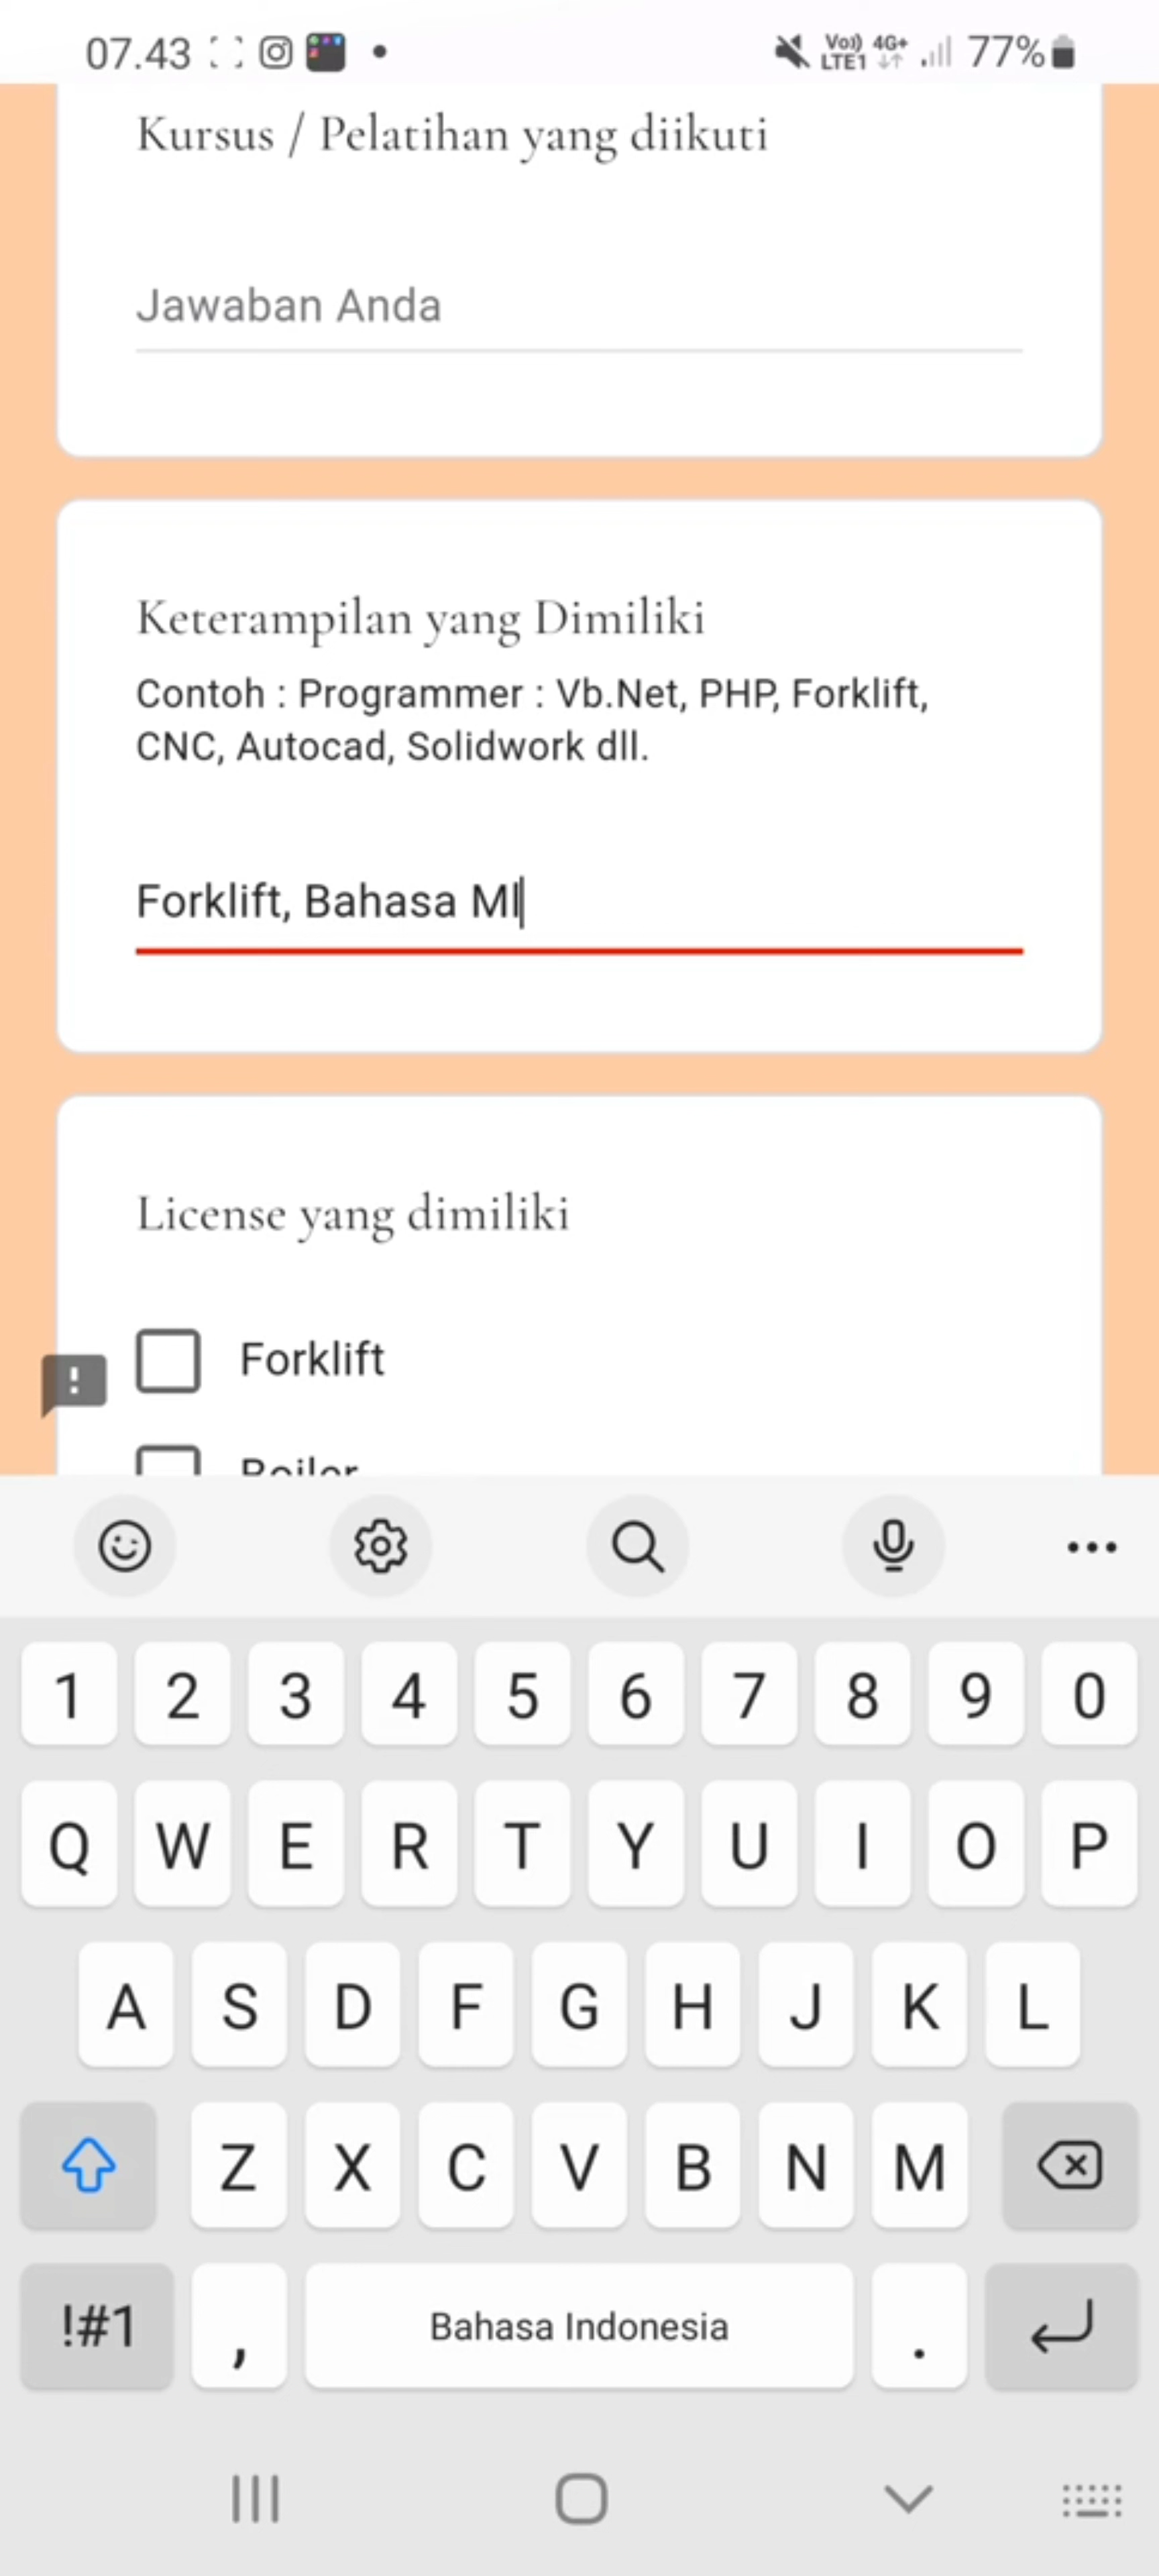 07.43
Vo)) LTE1 4G+ 77%
Kursus / Pelatihan yang diikuti
Jawaban Anda
Keterampilan yang Dimiliki
Contoh : Programmer : Vb.Net, PHP, Forklift,
CNC, Autocad, Solidwork dll.
Forklift, Bahasa Ml
License yang dimiliki
Forklift
Boiler
1 2 3 4 5 6 7 8 9 0
Q W E R T Y U I O P
A S D F G H J K L
Z X C V B N M
!#1 , Bahasa Indonesia .